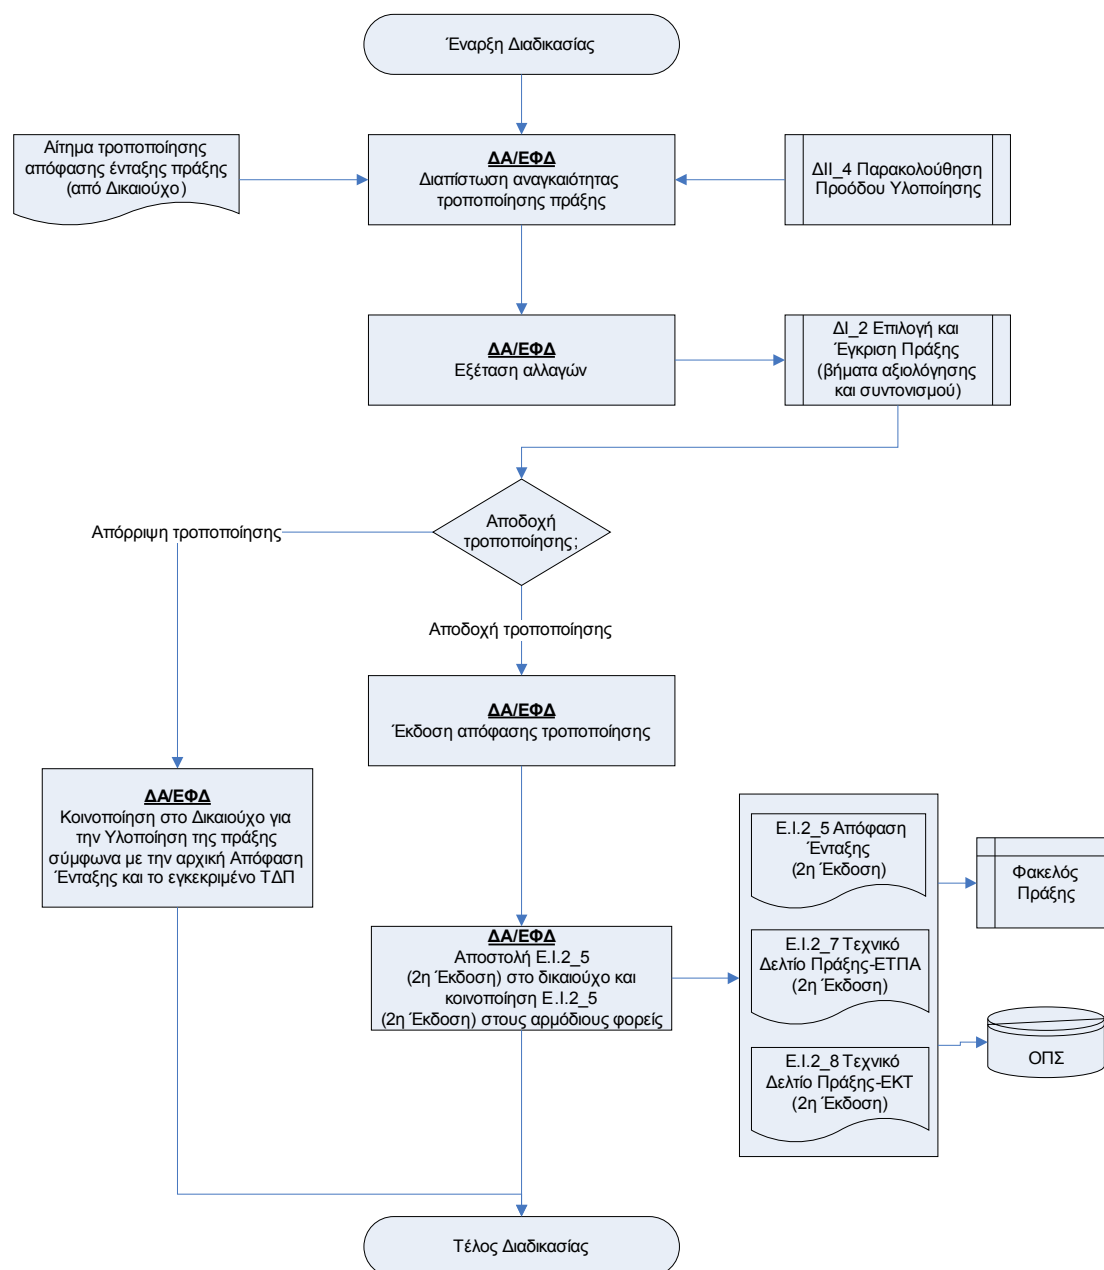 Έναρξη Διαδικασίας
Αίτημα τροποποίησης
απόφασης ένταξης πράξης
(από Δικαιούχο)
ΔΑ/ΕΦΔ
Διαπίστωση αναγκαιότητας
τροποποίησης πράξης
ΔΙΙ_4 Παρακολούθηση
Προόδου Υλοποίησης
ΔΑ/ΕΦΔ
Εξέταση αλλαγών
ΔΙ_2 Επιλογή και
Έγκριση Πράξης
(βήματα αξιολόγησης
και συντονισμού)
Αποδοχή
τροποποίησης;
Απόρριψη τροποποίησης
Αποδοχή τροποποίησης
ΔΑ/ΕΦΔ
Έκδοση απόφασης τροποποίησης
ΔΑ/ΕΦΔ
Κοινοποίηση στο Δικαιούχο για
την Υλοποίηση της πράξης
σύμφωνα με την αρχική Απόφαση
Ένταξης και το εγκεκριμένο ΤΔΠ
ΔΑ/ΕΦΔ
Αποστολή Ε.Ι.2_5
(2η Έκδοση) στο δικαιούχο και
κοινοποίηση Ε.Ι.2_5
(2η Έκδοση) στους αρμόδιους φορείς
Ε.Ι.2_5 Απόφαση
Ένταξης
(2η Έκδοση)
Ε.Ι.2_7 Τεχνικό
Δελτίο Πράξης-ΕΤΠΑ
(2η Έκδοση)
Ε.Ι.2_8 Τεχνικό
Δελτίο Πράξης-ΕΚΤ
(2η Έκδοση)
Φακελός
Πράξης
ΟΠΣ
Τέλος Διαδικασίας